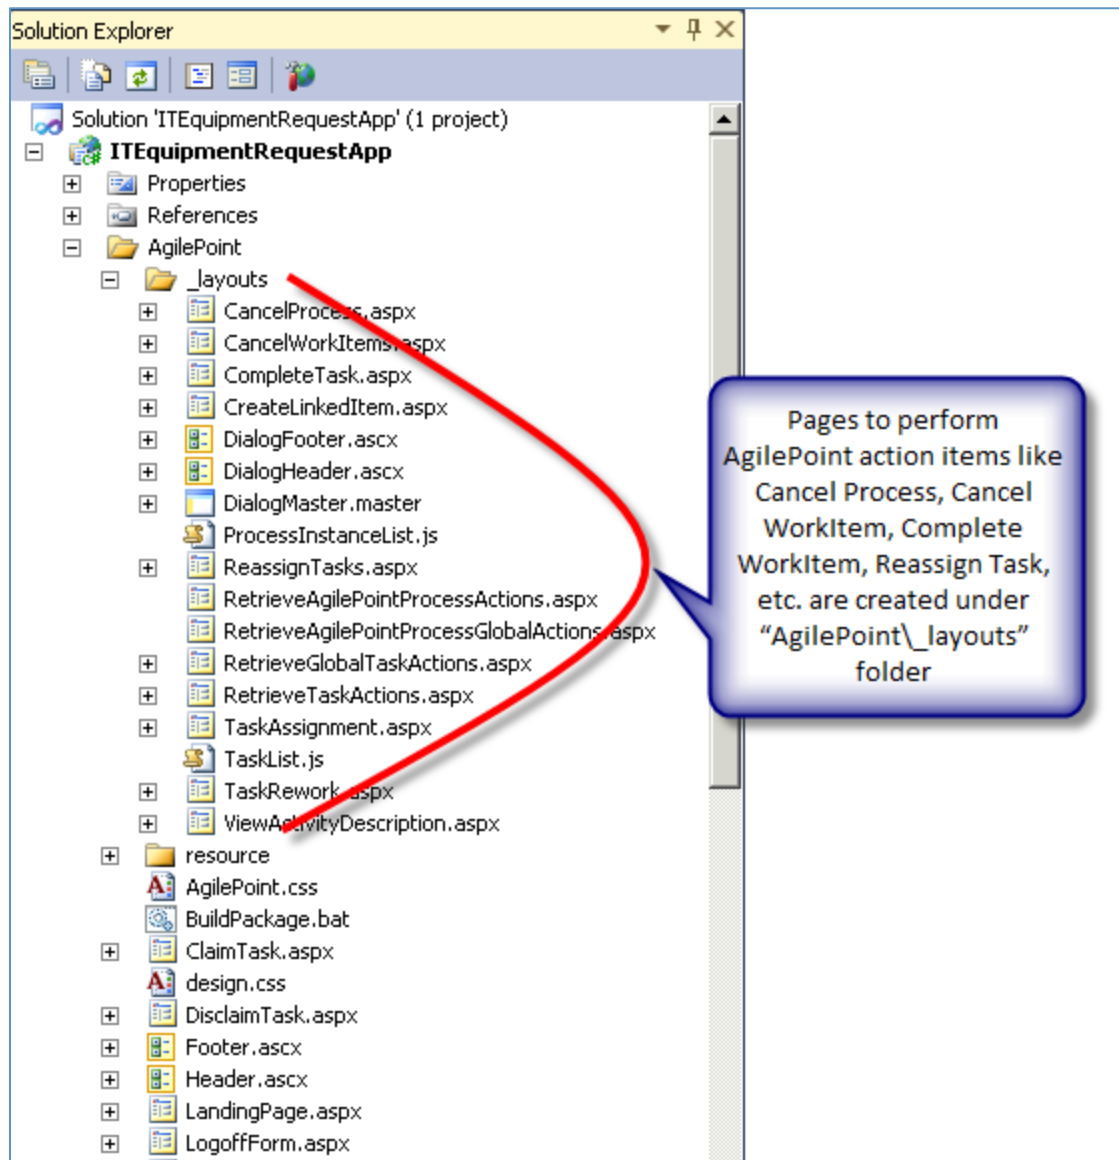 Solution Explorer
Solution 'ITEquipmentRequestApp' (1 project)
ITEquipmentRequestApp
Properties
References
AgilePoint
_layouts
CancelProcess.aspx
CancelWorkItems.aspx
CompleteTask.aspx
CreateLinkedItem.aspx
DialogFooter.ascx
DialogHeader.ascx
DialogMaster.master
ProcessInstanceList.js
ReassignTasks.aspx
RetrieveAgilePointProcessActions.aspx
RetrieveAgilePointProcessGlobalActions.aspx
RetrieveGlobalTaskActions.aspx
RetrieveTaskActions.aspx
TaskAssignment.aspx
TaskList.js
TaskRework.aspx
ViewActivityDescription.aspx
resource
AgilePoint.css
BuildPackage.bat
ClaimTask.aspx
design.css
DisclaimTask.aspx
Footer.ascx
Header.ascx
LandingPage.aspx
LogoffForm.aspx
Pages to perform
AgilePoint action items like
Cancel Process, Cancel
WorkItem, Complete
WorkItem, Reassign Task,
etc. are created under
“AgilePoint\_layouts”
folder